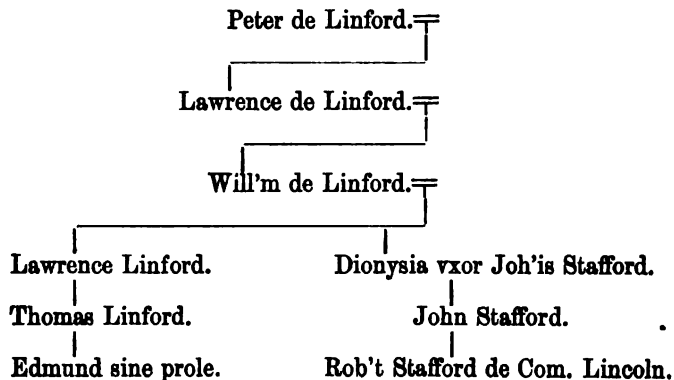 Peter de Linford.
Lawrence de Linford.
Will'm de Linford.
Lawrence Linford. Dionysia vxor Joh'is Stafford.
Thomas Linford. John Stafford.
Edmund sine prole. Rob't Stafford de Com. Lincoln.